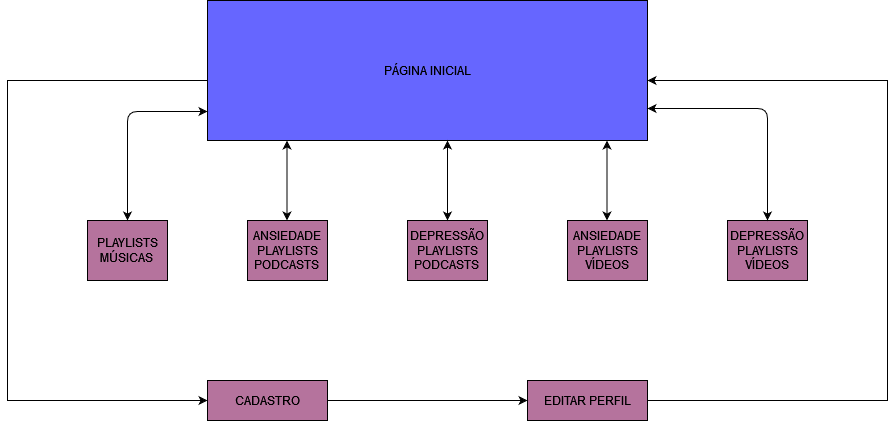 PÁGINA INICIAL
PLAYLISTS
MÚSICAS
ANSIEDADE
PLAYLISTS
PODCASTS
DEPRESSÃO
PLAYLISTS
PODCASTS
ANSIEDADE
PLAYLISTS
VÍDEOS
DEPRESSÃO
PLAYLISTS
VÍDEOS
CADASTRO
EDITAR PERFIL